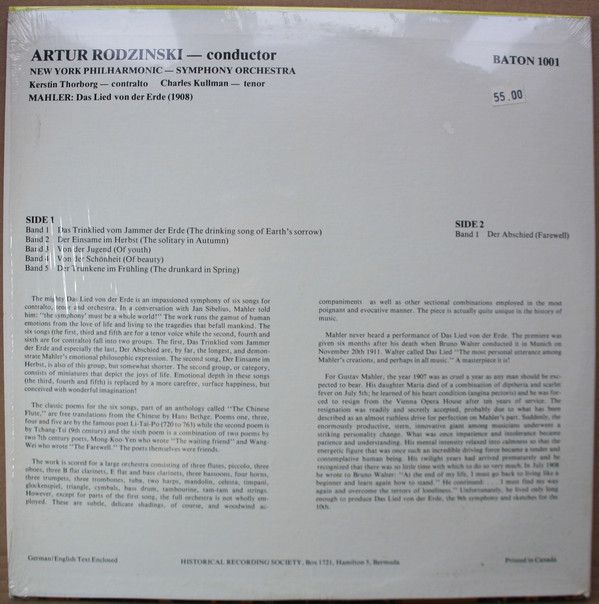 ARTUR RODZINSKI — conductor
BATON 1001
NEW YORK PHILHARMONIC — SYMPHONY ORCHESTRA
55.00
Kerstin Thorborg — contralto Charles Kullman — tenor
MAHLER: Das Lied von der Erde (1908)
SIDE 1
Band 1 Das Trinklied vom Jammer der Erde (The drinking song of Earth's sorrow)
Band 2 Der Einsame im Herbst (The solitary in Autumn)
Band 3 Von der Jugend (Of youth)
Band 4 Von der Schönheit (Of beauty)
Band 5 Der Trunkene im Frühling (The drunkard in Spring)
SIDE 2
Band 1 Der Abschied (Farewell)
The mighty Das Lied von der Erde is an impassioned symphony of six songs for
contralto, tenor and orchestra. In a conversation with Jan Sibelius, Mahler told
him: "the symphony must be a whole world!" The work runs the gamut of human
emotions from the love of life and living to the tragedies that befall mankind. The
six songs (the first, third and fifth are for a tenor voice while the second, fourth and
sixth are for contralto) fall into two groups. The first, Das Trinklied vom Jammer
der Erde and especially the last, Der Abschied are, by far, the longest, and demon-
strate Mahler's emotional philosophic expression. The second song, Der Einsame im
Herbst, is also of this group, but somewhat shorter. The second group, or category,
consists of miniatures that depict the joys of life. Emotional depth in these songs
(the third, fourth and fifth) is replaced by a more carefree, surface happiness, but
conceived with wonderful imagination!
The classic poems for the six songs, part of an anthology called "The Chinese
Flute," are free translations from the Chinese by Hans Bethge. Poems one, three,
four and five are by the famous poet Li-Tai-Po (720 to 763) while the second poem is
by Tchang-Tsi (9th century) and the sixth poem is a combination of two poems by
two 7th century poets, Mong-Koo-Yen who wrote "The waiting friend" and Wang-
Wei who wrote "The Farewell." The poets themselves were friends.
The work is scored for a large orchestra consisting of three flutes, piccolo, three
oboes, three B flat clarinets, E flat and bass clarinets, three bassoons, four horns,
three trumpets, three trombones, tuba, two harps, mandolin, celesta, timpani,
glockenspiel, triangle, cymbals, bass drum, tambourine, tam-tam and strings.
However, except for parts of the first song, the full orchestra is not wholly em-
ployed. These are subtle, delicate shadings, of course, and woodwind ac-
companiments as well as other sectional combinations employed in the most
poignant and evocative manner. The piece is actually quite unique in the history of
music.
Mahler never heard a performance of Das Lied von der Erde. The premiere was
given six months after his death when Bruno Walter conducted it in Munich on
November 20th 1911. Walter called Das Lied "The most personal utterance among
Mahler's creations, and perhaps in all music." A masterpiece it is!
For Gustav Mahler, the year 1907 was as cruel a year as any man should be ex-
pected to bear. His daughter Maria died of a combination of diptheria and scarlet
fever on July 5th; he learned of his heart condition (angina pectoris) and he was for-
ced to resign from the Vienna Opera House after ten years of service. The
resignation was readily and secretly accepted, probably due to what has been
described as an almost ruthless drive for perfection on Mahler's part. Suddenly, the
enormously productive, stern, innovative giant among musicians underwent a
striking personality change. What was once impatience and intolerance became
patience and understanding. His mental intensity relaxed into calmness so that the
energetic figure that was once such an incredible driving force became a tender and
contemplative human being. His twilight years had arrived prematurely and he
recognized that there was so little time with which to do so very much. In July 1908
he wrote to Bruno Walter: "At the end of my life, I must go back to living like a
beginner and learn again how to stand." He continued: . . . I must find my way
again and overcome the terrors of loneliness." Unfortunately, he lived only long
enough to produce Das Lied von der Erde, the 9th symphony and sketches for the
10th.
German/English Text Enclosed
HISTORICAL RECORDING SOCIETY, Box 1721, Hamilton 5, Bermuda
Printed in Canada